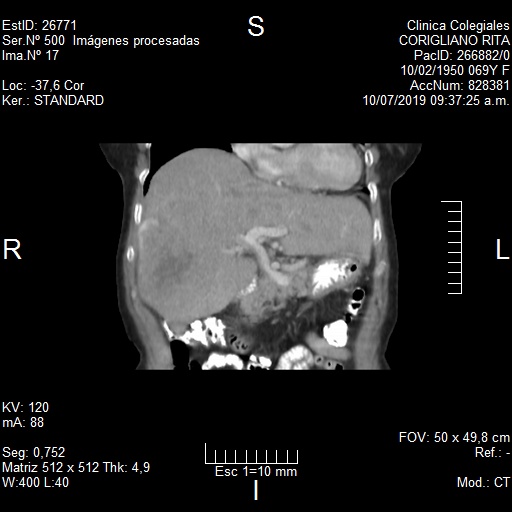 EstID: 26771
Ser.Nº 500 Imágenes procesadas
Ima.Nº 17
Loc: -37,6 Cor
Ker.: STANDARD
S
Clinica Colegiales
CORIGLIANO RITA
PacID: 266882/0
10/02/1950 069Y F
AccNum: 828381
10/07/2019 09:37:25 a.m.
R
L
KV: 120
mA: 88
Seg: 0,752
Matriz 512 x 512 Thk: 4,9
W:400 L:40
Esc 1=10 mm
I
FOV: 50 x 49,8 cm
Ref.: -
Mod.: CT